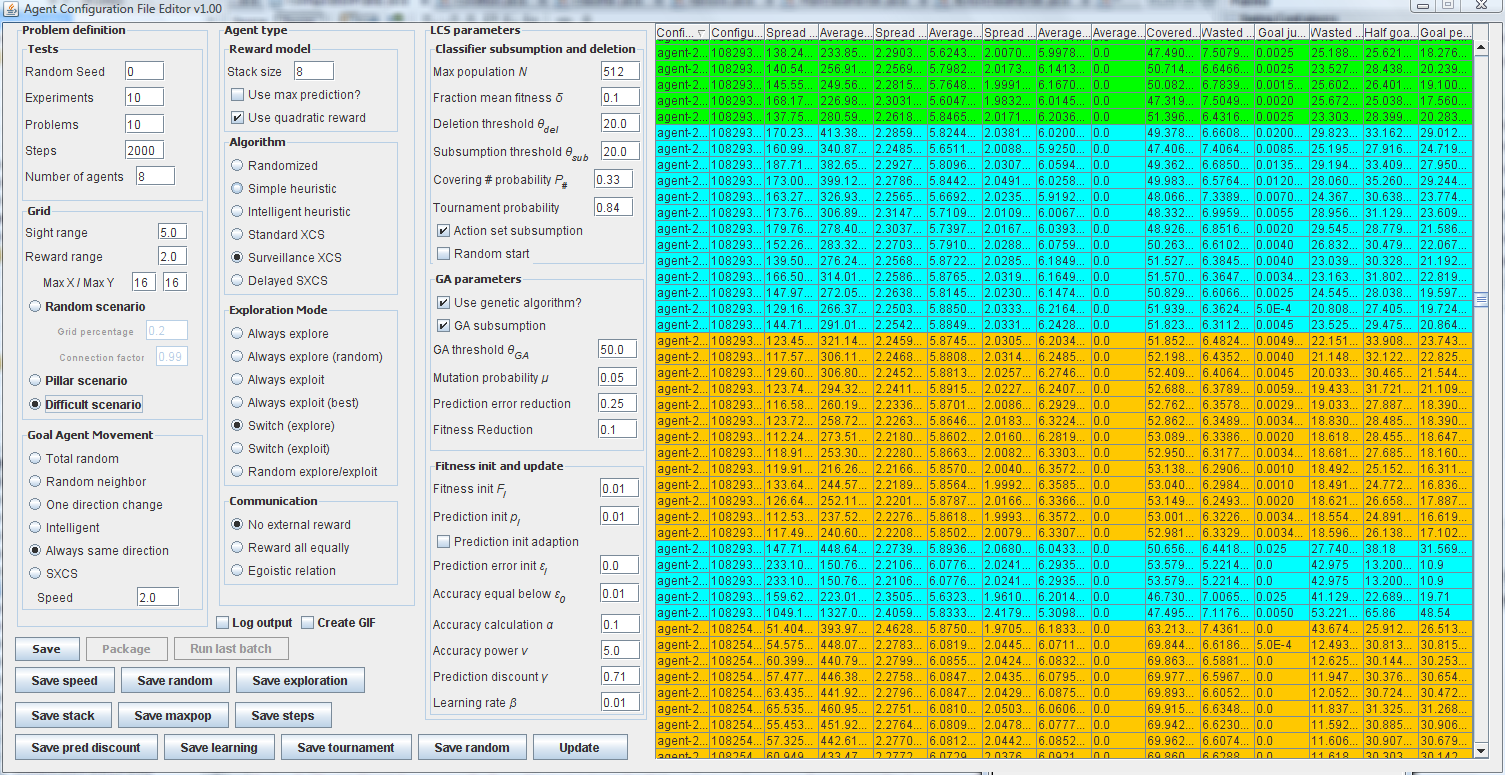 Agent Configuration File Editor v1.00
Problem definition
Tests
Random Seed 0
Experiments 10
Problems 10
Steps 2000
Number of agents 8
Grid
Sight range 5.0
Reward range 2.0
Max X / Max Y 16 16
Random scenario
Grid percentage 0.2
Connection factor 0.99
Pillar scenario
Difficult scenario
Goal Agent Movement
Total random
Random neighbor
One direction change
Intelligent
Always same direction
SXCS
Speed 2.0
Agent type
Reward model
Stack size 8
Use max prediction?
Use quadratic reward
Algorithm
Randomized
Simple heuristic
Intelligent heuristic
Standard XCS
Surveillance XCS
Delayed SXCS
Exploration Mode
Always explore
Always explore (random)
Always exploit
Always exploit (best)
Switch (explore)
Switch (exploit)
Random explore/exploit
Communication
No external reward
Reward all equally
Egoistic relation
Log output Create GIF
Save Package Run last batch
Save speed Save random Save exploration
Save stack Save maxpop Save steps
Save pred discount Save learning Save tournament Save random Update
LCS parameters
Classifier subsumption and deletion
Max population N 512
Fraction mean fitness δ 0.1
Deletion threshold θdel 20.0
Subsumption threshold θsub 20.0
Covering # probability P# 0.33
Tournament probability 0.84
Action set subsumption
Random start
GA parameters
Use genetic algorithm?
GA subsumption
GA threshold θGA 50.0
Mutation probability μ 0.05
Prediction error reduction 0.25
Fitness Reduction 0.1
Fitness init and update
Fitness init FI 0.01
Prediction init pI 0.01
Prediction init adaption
Prediction error init εI 0.0
Accuracy equal below ε0 0.01
Accuracy calculation α 0.1
Accuracy power ν 5.0
Prediction discount γ 0.71
Learning rate β 0.01
Confi... Configu... Spread ... Average... Spread ... Average... Spread ... Average... Average... Covered... Wasted ... Goal ju... Wasted ... Half goa... Goal pe...
agent-2... 108293... 138.24... 233.85... 2.2903... 5.6243... 2.0070... 5.9978... 0.0 47.490... 7.5079... 0.0025 25.188... 25.621... 18.276...
agent-2... 108293... 140.54... 256.91... 2.2569... 5.7982... 2.0173... 6.1413... 0.0 50.714... 6.6466... 0.0025 23.527... 28.438... 20.239...
agent-2... 108293... 145.55... 249.56... 2.2815... 5.7648... 1.9991... 6.1670... 0.0 50.082... 6.7839... 0.0015 25.602... 26.401... 19.100...
agent-2... 108293... 168.17... 226.98... 2.3031... 5.6047... 1.9832... 6.0145... 0.0 47.319... 7.5049... 0.0020 25.672... 25.038... 17.560...
agent-2... 108293... 137.75... 280.59... 2.2618... 5.8465... 2.0171... 6.2036... 0.0 51.396... 6.4316... 0.0025 23.303... 28.399... 20.283...
agent-2... 108293... 170.23... 413.38... 2.2859... 5.8244... 2.0381... 6.0200... 0.0 49.378... 6.6608... 0.0200 29.823... 33.162... 29.012...
agent-2... 108293... 160.99... 340.87... 2.2485... 5.6511... 2.0088... 5.9250... 0.0 47.406... 7.4064... 0.0085 25.195... 27.916... 24.719...
agent-2... 108293... 187.71... 382.65... 2.2927... 5.8096... 2.0307... 6.0594... 0.0 49.362... 6.6850... 0.0135 29.194... 33.409... 27.950...
agent-2... 108293... 173.00... 399.12... 2.2786... 5.8442... 2.0491... 6.0258... 0.0 49.983... 6.5764... 0.0120 28.060... 35.260... 29.244...
agent-2... 108293... 163.27... 326.93... 2.2565... 5.6692... 2.0235... 5.9192... 0.0 48.066... 7.3389... 0.0070 24.367... 30.638... 23.774...
agent-2... 108293... 173.76... 306.89... 2.3147... 5.7109... 2.0109... 6.0067... 0.0 48.332... 6.9959... 0.0055 28.956... 31.129... 23.609...
agent-2... 108293... 179.76... 278.40... 2.3037... 5.7397... 2.0167... 6.0393... 0.0 48.926... 6.8516... 0.0020 29.545... 28.779... 21.586...
agent-2... 108293... 152.26... 283.32... 2.2703... 5.7910... 2.0288... 6.0759... 0.0 50.263... 6.6102... 0.0040 26.832... 30.479... 22.067...
agent-2... 108293... 139.50... 276.24... 2.2568... 5.8722... 2.0285... 6.1849... 0.0 51.527... 6.3845... 0.0040 23.039... 30.328... 21.192...
agent-2... 108293... 166.50... 314.01... 2.2586... 5.8765... 2.0319... 6.1649... 0.0 51.570... 6.3647... 0.0034... 23.163... 31.802... 22.819...
agent-2... 108293... 147.97... 272.05... 2.2638... 5.8145... 2.0230... 6.1474... 0.0 50.829... 6.6066... 0.0025 24.545... 28.038... 19.597...
agent-2... 108293... 129.16... 266.37... 2.2503... 5.8850... 2.0333... 6.2164... 0.0 51.939... 6.3624... 5.0E-4 20.808... 27.405... 19.724...
agent-2... 108293... 144.71... 291.01... 2.2542... 5.8849... 2.0331... 6.2428... 0.0 51.823... 6.3112... 0.0045 23.525... 29.475... 20.864...
agent-2... 108293... 123.45... 321.14... 2.2459... 5.8745... 2.0305... 6.2034... 0.0 51.852... 6.4824... 0.0049... 22.151... 33.908... 23.743...
agent-2... 108293... 117.57... 306.11... 2.2468... 5.8808... 2.0314... 6.2485... 0.0 52.198... 6.4352... 0.0040 21.148... 32.122... 22.825...
agent-2... 108293... 129.60... 306.80... 2.2452... 5.8813... 2.0257... 6.2746... 0.0 52.409... 6.4064... 0.0045 20.033... 30.465... 21.544...
agent-2... 108293... 123.74... 294.32... 2.2411... 5.8915... 2.0227... 6.2407... 0.0 52.688... 6.3789... 0.0059... 19.433... 31.721... 21.109...
agent-2... 108293... 116.58... 260.19... 2.2336... 5.8701... 2.0086... 6.2929... 0.0 52.762... 6.3578... 0.0029... 19.033... 27.887... 18.390...
agent-2... 108293... 123.72... 258.72... 2.2263... 5.8646... 2.0183... 6.3224... 0.0 52.862... 6.3489... 0.0034... 18.830... 28.485... 18.390...
agent-2... 108293... 112.24... 273.51... 2.2180... 5.8602... 2.0160... 6.2819... 0.0 53.089... 6.3386... 0.0020 18.618... 28.455... 18.647...
agent-2... 108293... 118.91... 253.30... 2.2280... 5.8663... 2.0082... 6.3303... 0.0 52.950... 6.3177... 0.0034... 18.681... 27.685... 18.160...
agent-2... 108293... 119.91... 216.26... 2.2166... 5.8570... 2.0040... 6.3572... 0.0 53.138... 6.2906... 0.0010 18.492... 25.152... 16.311...
agent-2... 108293... 133.64... 244.57... 2.2189... 5.8564... 1.9992... 6.3585... 0.0 53.040... 6.2984... 0.0010 18.491... 24.772... 16.836...
agent-2... 108293... 126.64... 252.11... 2.2201... 5.8787... 2.0166... 6.3366... 0.0 53.149... 6.2493... 0.0020 18.621... 26.658... 17.887...
agent-2... 108293... 112.53... 237.52... 2.2276... 5.8618... 1.9993... 6.3572... 0.0 53.001... 6.3226... 0.0034... 18.554... 24.891... 16.619...
agent-2... 108293... 117.49... 240.60... 2.2208... 5.8502... 2.0079... 6.3307... 0.0 52.981... 6.3329... 0.0034... 18.596... 26.138... 17.102...
agent-2... 108293... 147.71... 448.64... 2.2739... 5.8936... 2.0680... 6.0433... 0.0 50.656... 6.4418... 0.025 27.740... 38.18 31.569...
agent-2... 108293... 233.10... 150.76... 2.2106... 6.0776... 2.0241... 6.2935... 0.0 53.579... 5.2214... 0.0 42.975 13.200... 10.9
agent-2... 108293... 233.10... 150.76... 2.2106... 6.0776... 2.0241... 6.2935... 0.0 53.579... 5.2214... 0.0 42.975 13.200... 10.9
agent-2... 108293... 159.62... 223.01... 2.3505... 5.6323... 1.9610... 6.2014... 0.0 46.730... 7.0065... 0.025 41.129... 22.689... 19.71
agent-2... 108293... 1049.1... 1327.0... 2.4059... 5.8333... 2.4179... 5.3098... 0.0 47.495... 7.1176... 0.0050 53.221... 65.86 48.54
agent-2... 108254... 51.404... 393.97... 2.4628... 5.8750... 1.9705... 6.1833... 0.0 63.213... 7.4361... 0.0 43.674... 25.912... 26.513...
agent-2... 108254... 54.575... 448.07... 2.2783... 6.0819... 2.0445... 6.0711... 0.0 69.844... 6.6186... 5.0E-4 12.493... 30.813... 30.815...
agent-2... 108254... 60.399... 440.79... 2.2799... 6.0855... 2.0424... 6.0832... 0.0 69.863... 6.5881... 0.0 12.625... 30.144... 30.253...
agent-2... 108254... 57.477... 446.38... 2.2758... 6.0847... 2.0435... 6.0795... 0.0 69.977... 6.5965... 0.0 11.947... 30.376... 30.654...
agent-2... 108254... 63.435... 441.92... 2.2796... 6.0847... 2.0429... 6.0875... 0.0 69.893... 6.6052... 0.0 12.052... 30.724... 30.472...
agent-2... 108254... 65.535... 460.95... 2.2751... 6.0810... 2.0503... 6.0606... 0.0 69.915... 6.6348... 0.0 11.837... 31.325... 31.268...
agent-2... 108254... 55.453... 451.92... 2.2764... 6.0809... 2.0478... 6.0777... 0.0 69.942... 6.6230... 0.0 11.592... 30.885... 30.906...
agent-2... 108254... 57.325... 442.61... 2.2770... 6.0812... 2.0442... 6.0852... 0.0 69.962... 6.6074... 0.0 11.606... 30.907... 30.679...
agent-2... 108254... 60.949... 433.47... 2.2772... 6.0729... 2.0376... 6.0921... 0.0 69.860... 6.6288... 0.0 11.718... 30.303... 30.142...